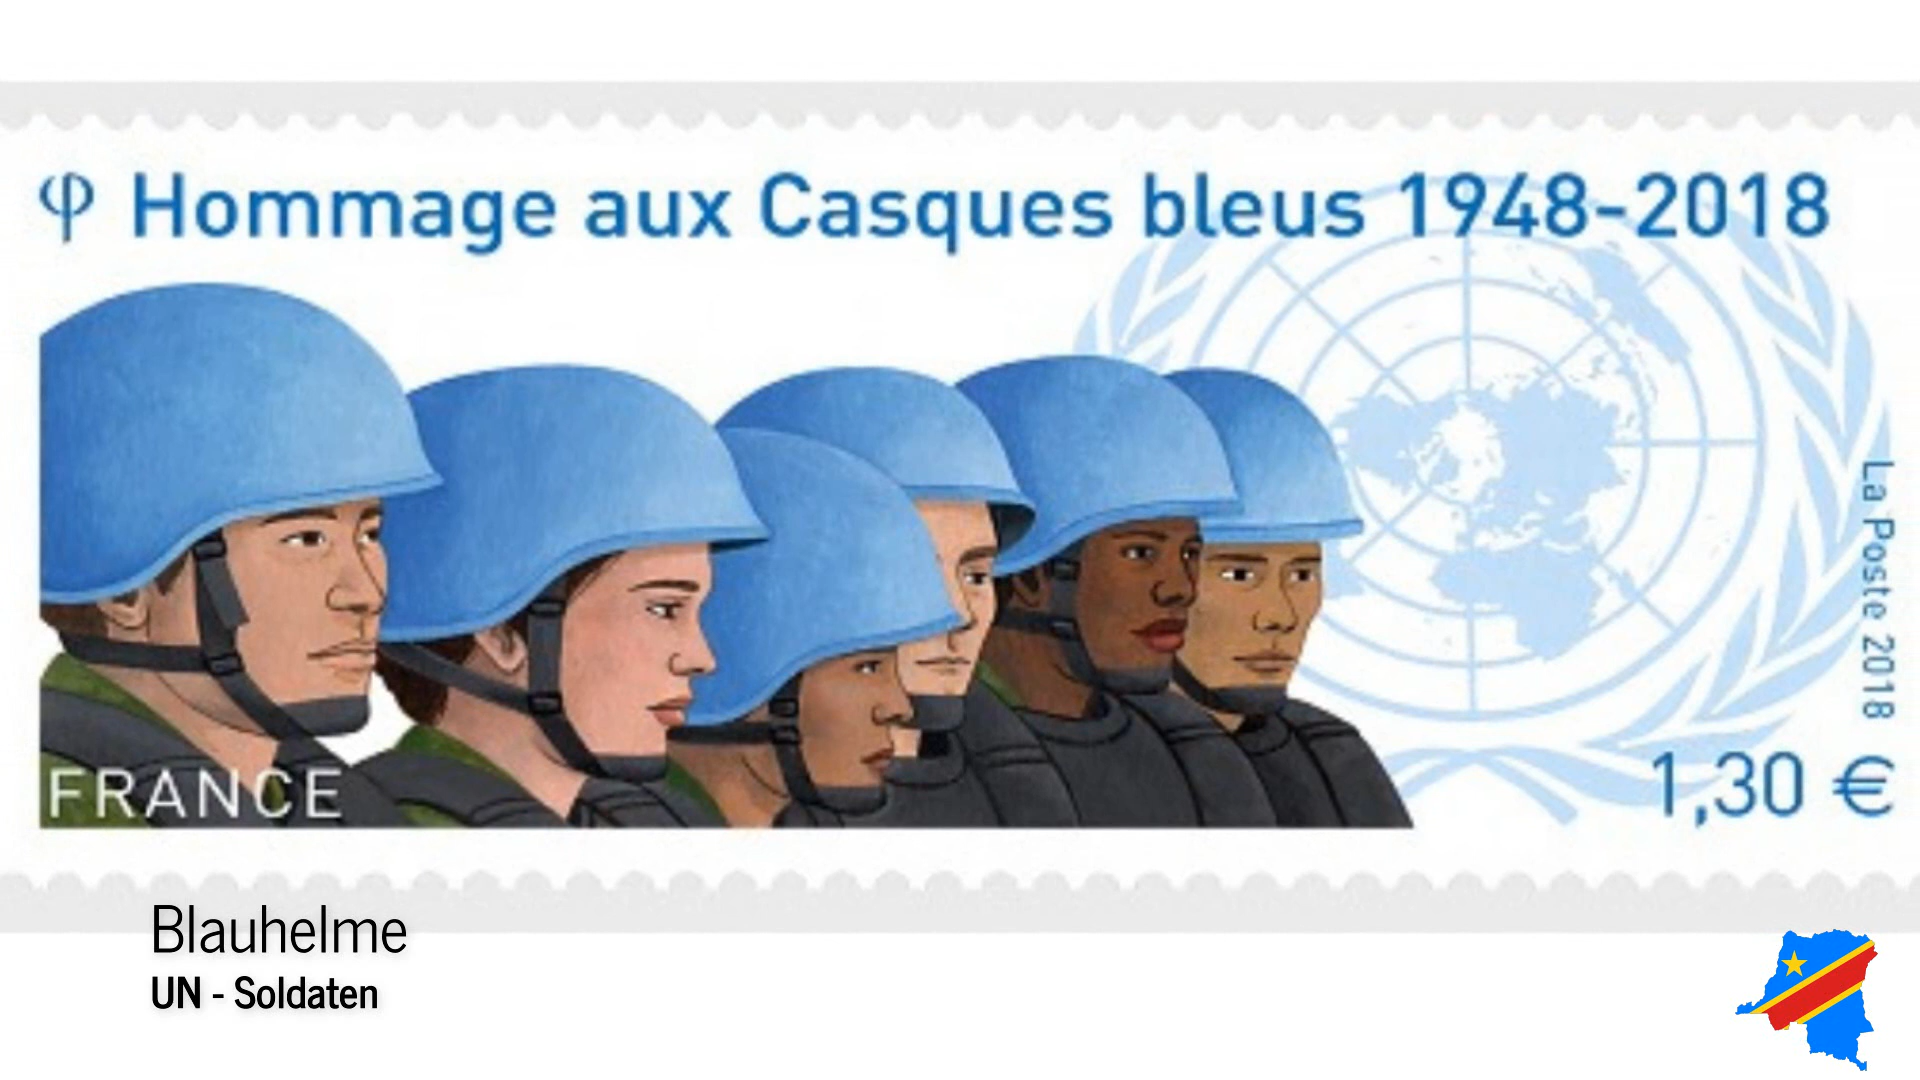 φ Hommage aux Casques bleus 1948-2018
La Poste 2018
FRANCE
1,30 €
Blauhelme
UN - Soldaten